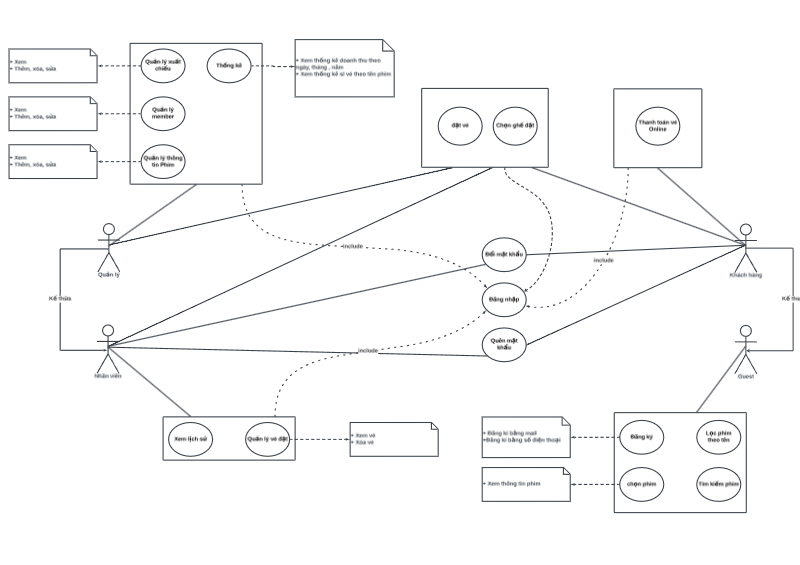 + Xem
+ Thêm, xóa, sửa
Quản lý xuất
chiếu
Thống kê
+ Xem thống kê doanh thu theo
ngày, tháng , năm
+ Xem thống kê số vé theo tên phim
+ Xem
+ Thêm, xóa, sửa
Quản lý
member
+ Xem
+ Thêm, xóa, sửa
Quản lý thông
tin Phim
đặt vé
Chọn ghế đặt
Thanh toán vé
Online
include
Đổi mật khẩu
include
Quản lý
Khách hàng
Kế thừa
Đăng nhập
Kế thừa
Quên mật
khẩu
include
Nhân viên
Guest
Xem lịch sử
Quản lý vé đặt
+ Xem vé
+ Xóa vé
+ Đăng kí bằng mail
+Đăng kí bằng số điện thoại
Đăng ký
Lọc phim
theo tên
+ Xem thông tin phim
chọn phim
Tìm kiếm phim